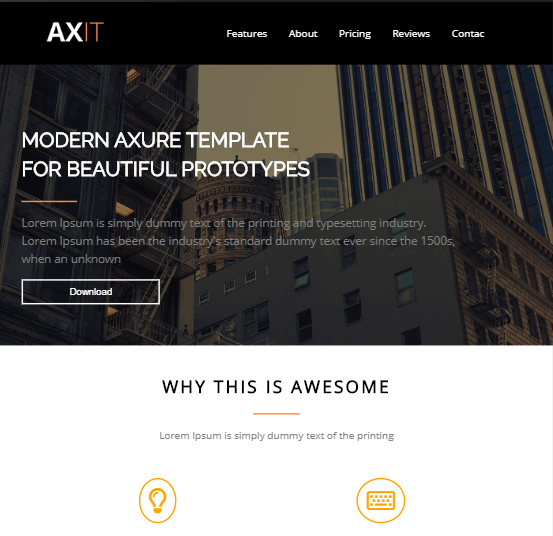 AXIT
Features About Pricing Reviews Contac
MODERN AXURE TEMPLATE
FOR BEAUTIFUL PROTOTYPES
Lorem Ipsum is simply dummy text of the printing and typesetting industry.
Lorem Ipsum has been the industry's standard dummy text ever since the 1500s,
when an unknown
Download
WHY THIS IS AWESOME
Lorem Ipsum is simply dummy text of the printing